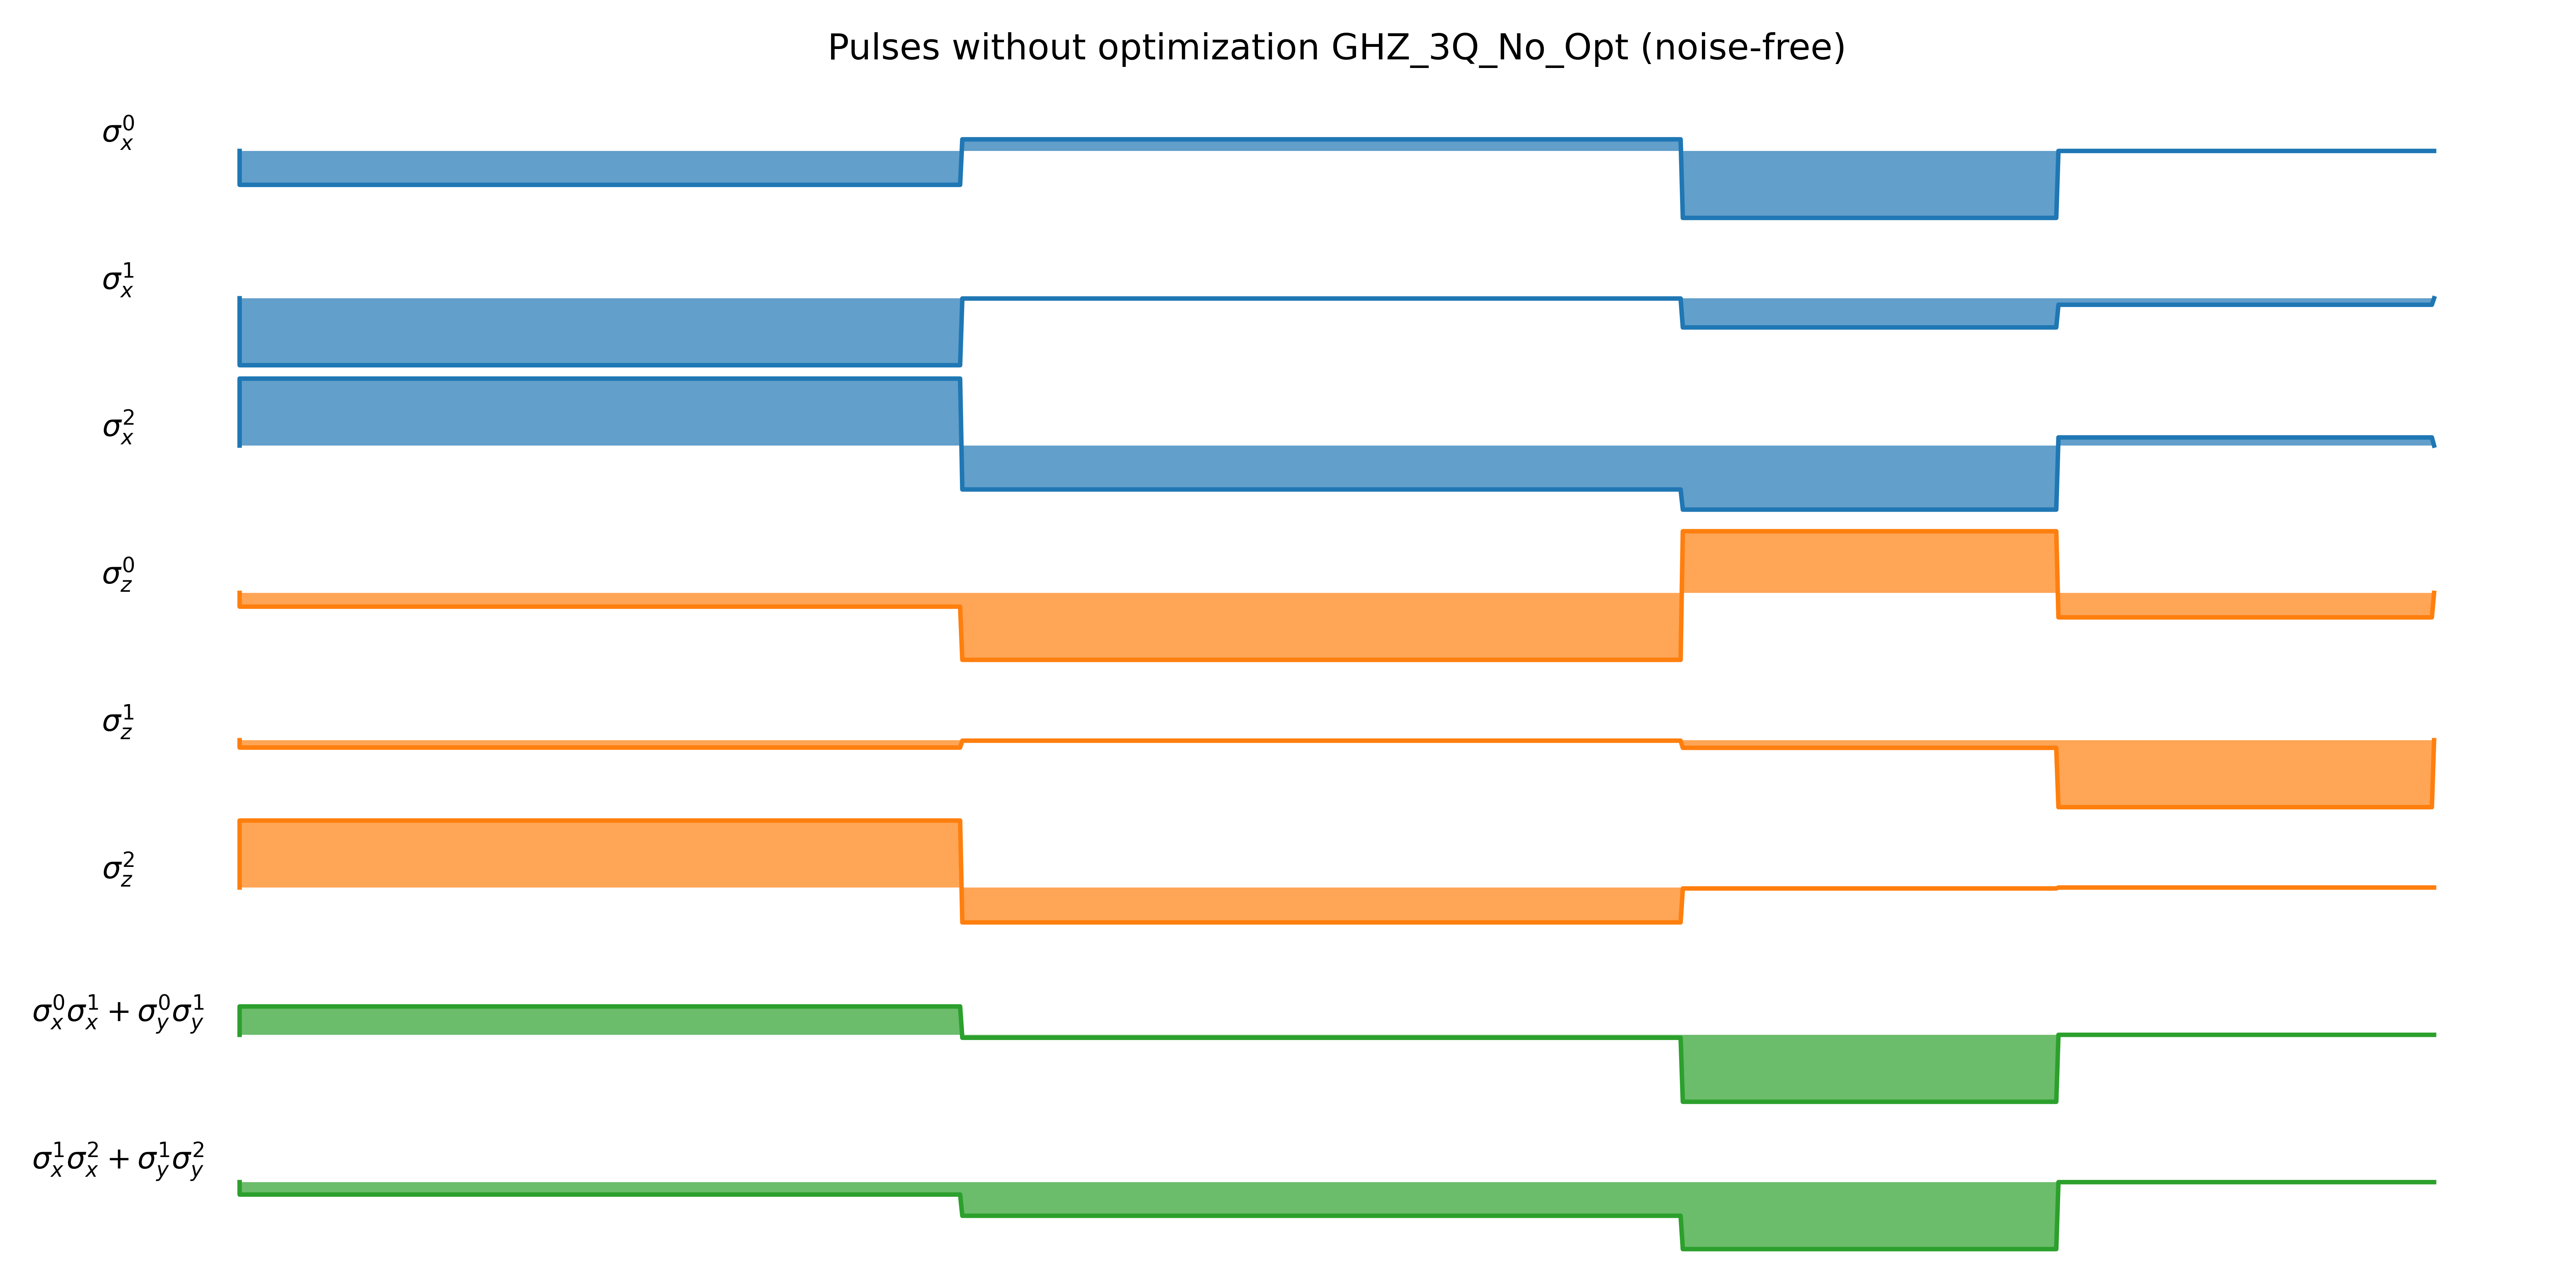 Pulses without optimization GHZ_3Q_No_Opt (noise-free)
σ⁰ₓ
σ¹ₓ
σ²ₓ
σ⁰_z
σ¹_z
σ²_z
σ⁰ₓσ¹ₓ + σ⁰_yσ¹_y
σ¹ₓσ²ₓ + σ¹_yσ²_y